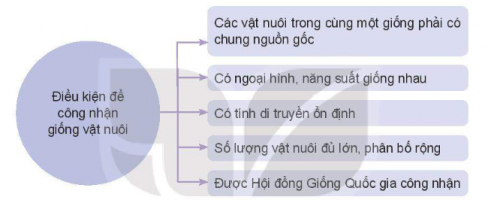 Điều kiện để
công nhận
giống vật nuôi
Các vật nuôi trong cùng một giống phải có
chung nguồn gốc
Có ngoại hình, năng suất giống nhau
Có tính di truyền ổn định
Số lượng vật nuôi đủ lớn, phân bố rộng
Được Hội đồng Giống Quốc gia công nhận